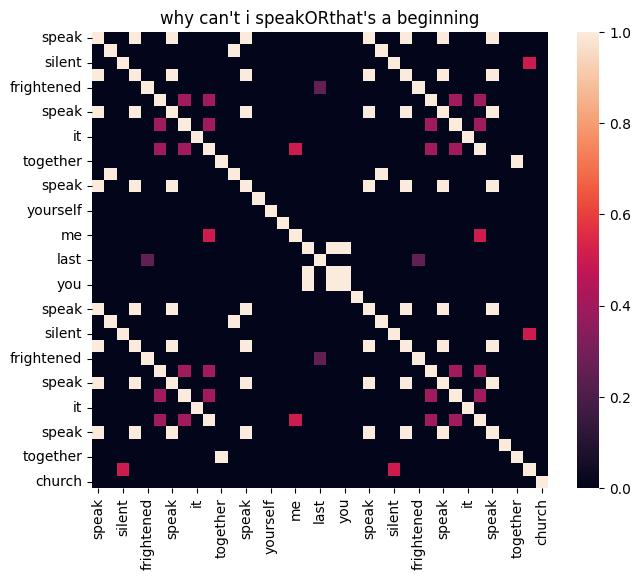 why can't i speakORthat's a beginning
speak
silent
frightened
speak
it
together
speak
yourself
me
last
you
speak
silent
frightened
speak
it
speak
together
church
1.0
0.8
0.6
0.4
0.2
0.0
speak
silent
frightened
speak
it
together
speak
yourself
me
last
you
speak
silent
frightened
speak
it
speak
together
church